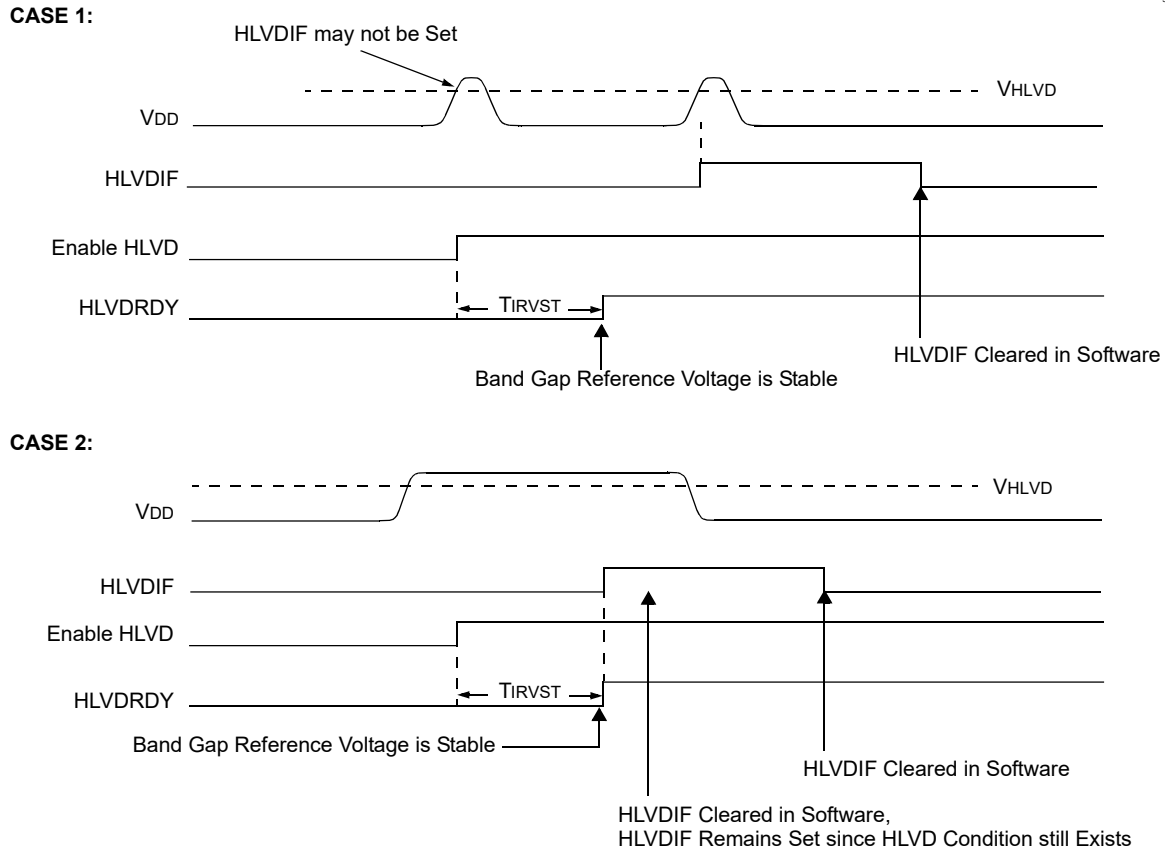 CASE 1:
HLVDIF may not be Set
VHLVD
VDD
HLVDIF
Enable HLVD
HLVDRDY
TIRVST
HLVDIF Cleared in Software
Band Gap Reference Voltage is Stable
CASE 2:
VHLVD
VDD
HLVDIF
Enable HLVD
HLVDRDY
TIRVST
Band Gap Reference Voltage is Stable
HLVDIF Cleared in Software
HLVDIF Cleared in Software,
HLVDIF Remains Set since HLVD Condition still Exists